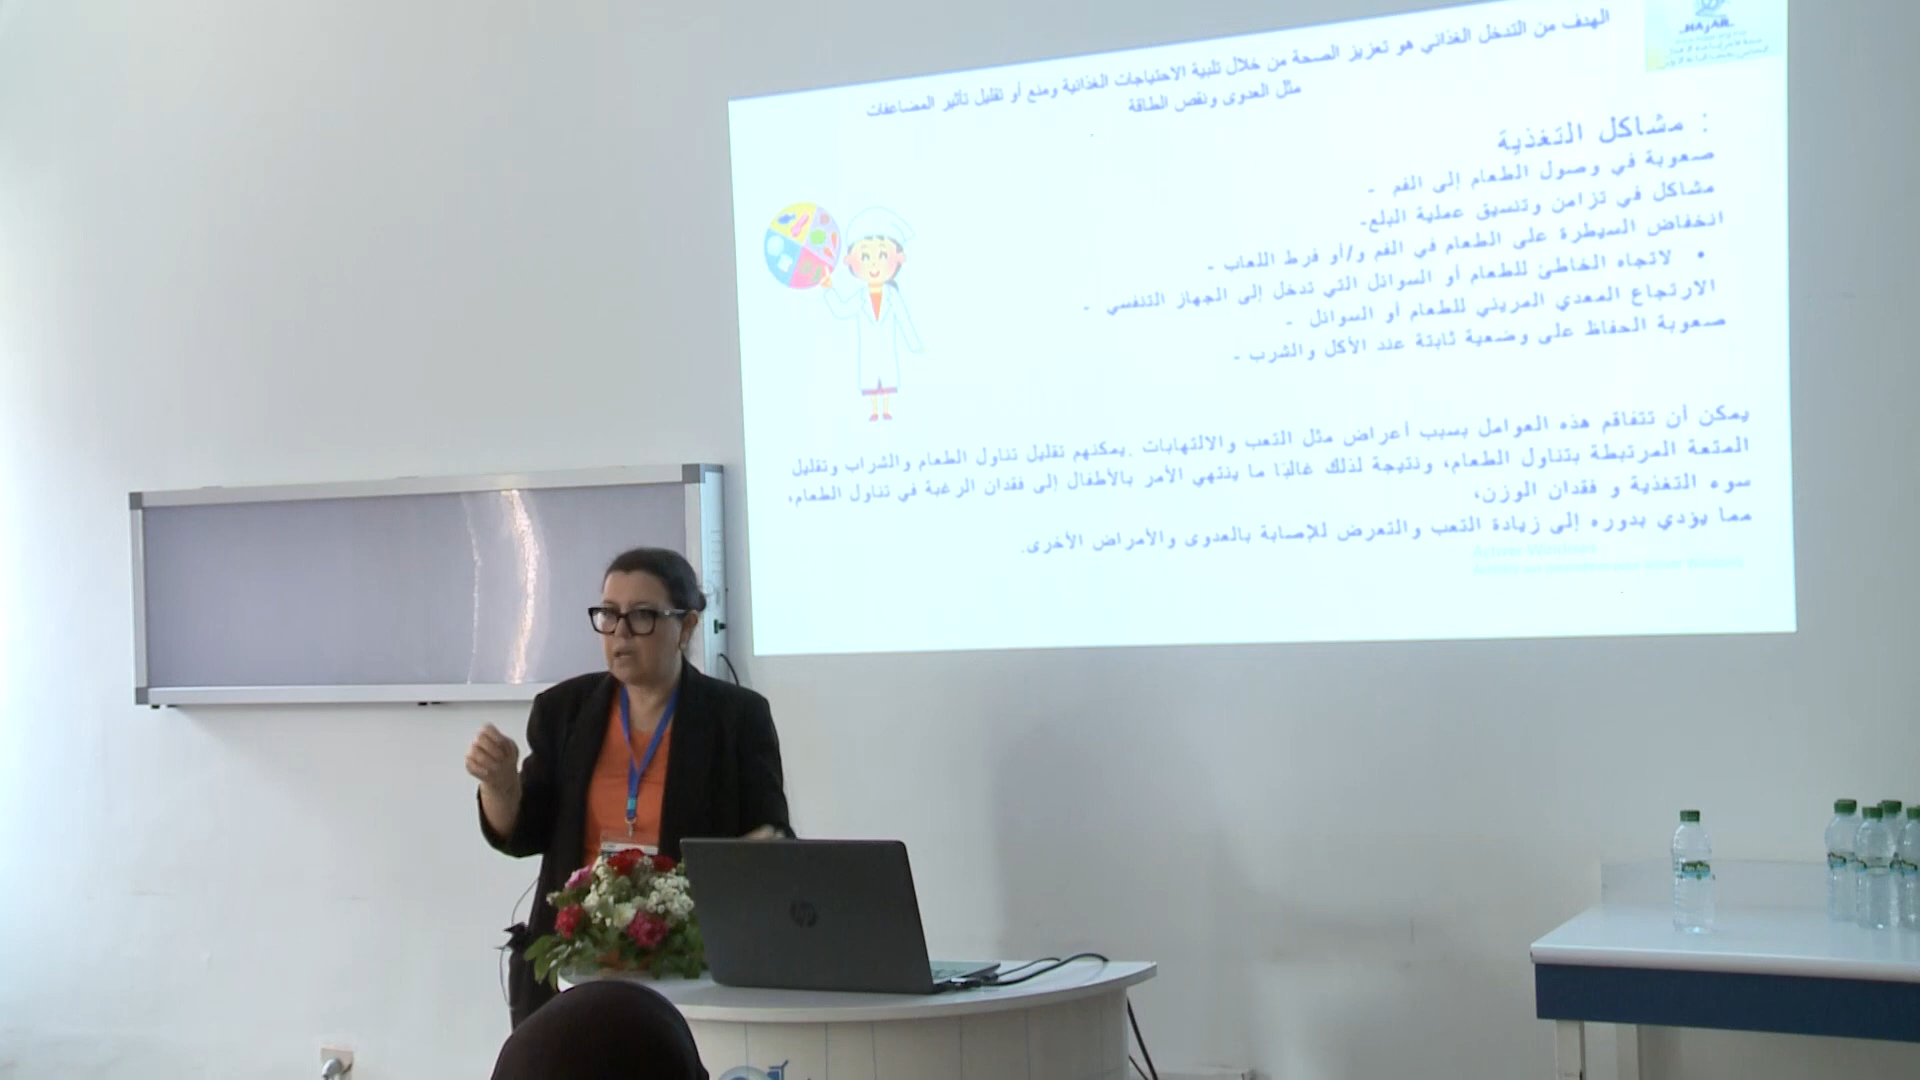 HAJAR
الهدف من التدخل الغذائي هو تعزيز الصحة من خلال تلبية الاحتياجات الغذائية ومنع أو تقليل تأثير المضاعفات
مثل العدوى ونقص الطاقة
: مشاكل التغذية
صعوبة في وصول الطعام إلى الفم -
مشاكل في تزامن وتنسيق عملية البلع-
انخفاض السيطرة على الطعام في الفم و/أو فرط اللعاب -
• لاتجاه الخاطئ للطعام أو السوائل التي تدخل إلى الجهاز التنفسي -
الارتجاع المعدي المريئي للطعام أو السوائل -
صعوبة الحفاظ على وضعية ثابتة عند الأكل والشرب -
يمكن أن تتفاقم هذه العوامل بسبب أعراض مثل التعب والالتهابات .يمكنهم تقليل تناول الطعام والشراب وتقليل
المتعة المرتبطة بتناول الطعام، ونتيجة لذلك غالبًا ما ينتهي الأمر بالأطفال إلى فقدان الرغبة في تناول الطعام،
سوء التغذية و فقدان الوزن،
مما يؤدي بدوره إلى زيادة التعب والتعرض للإصابة بالعدوى والأمراض الأخرى.
Activer Windows
hp